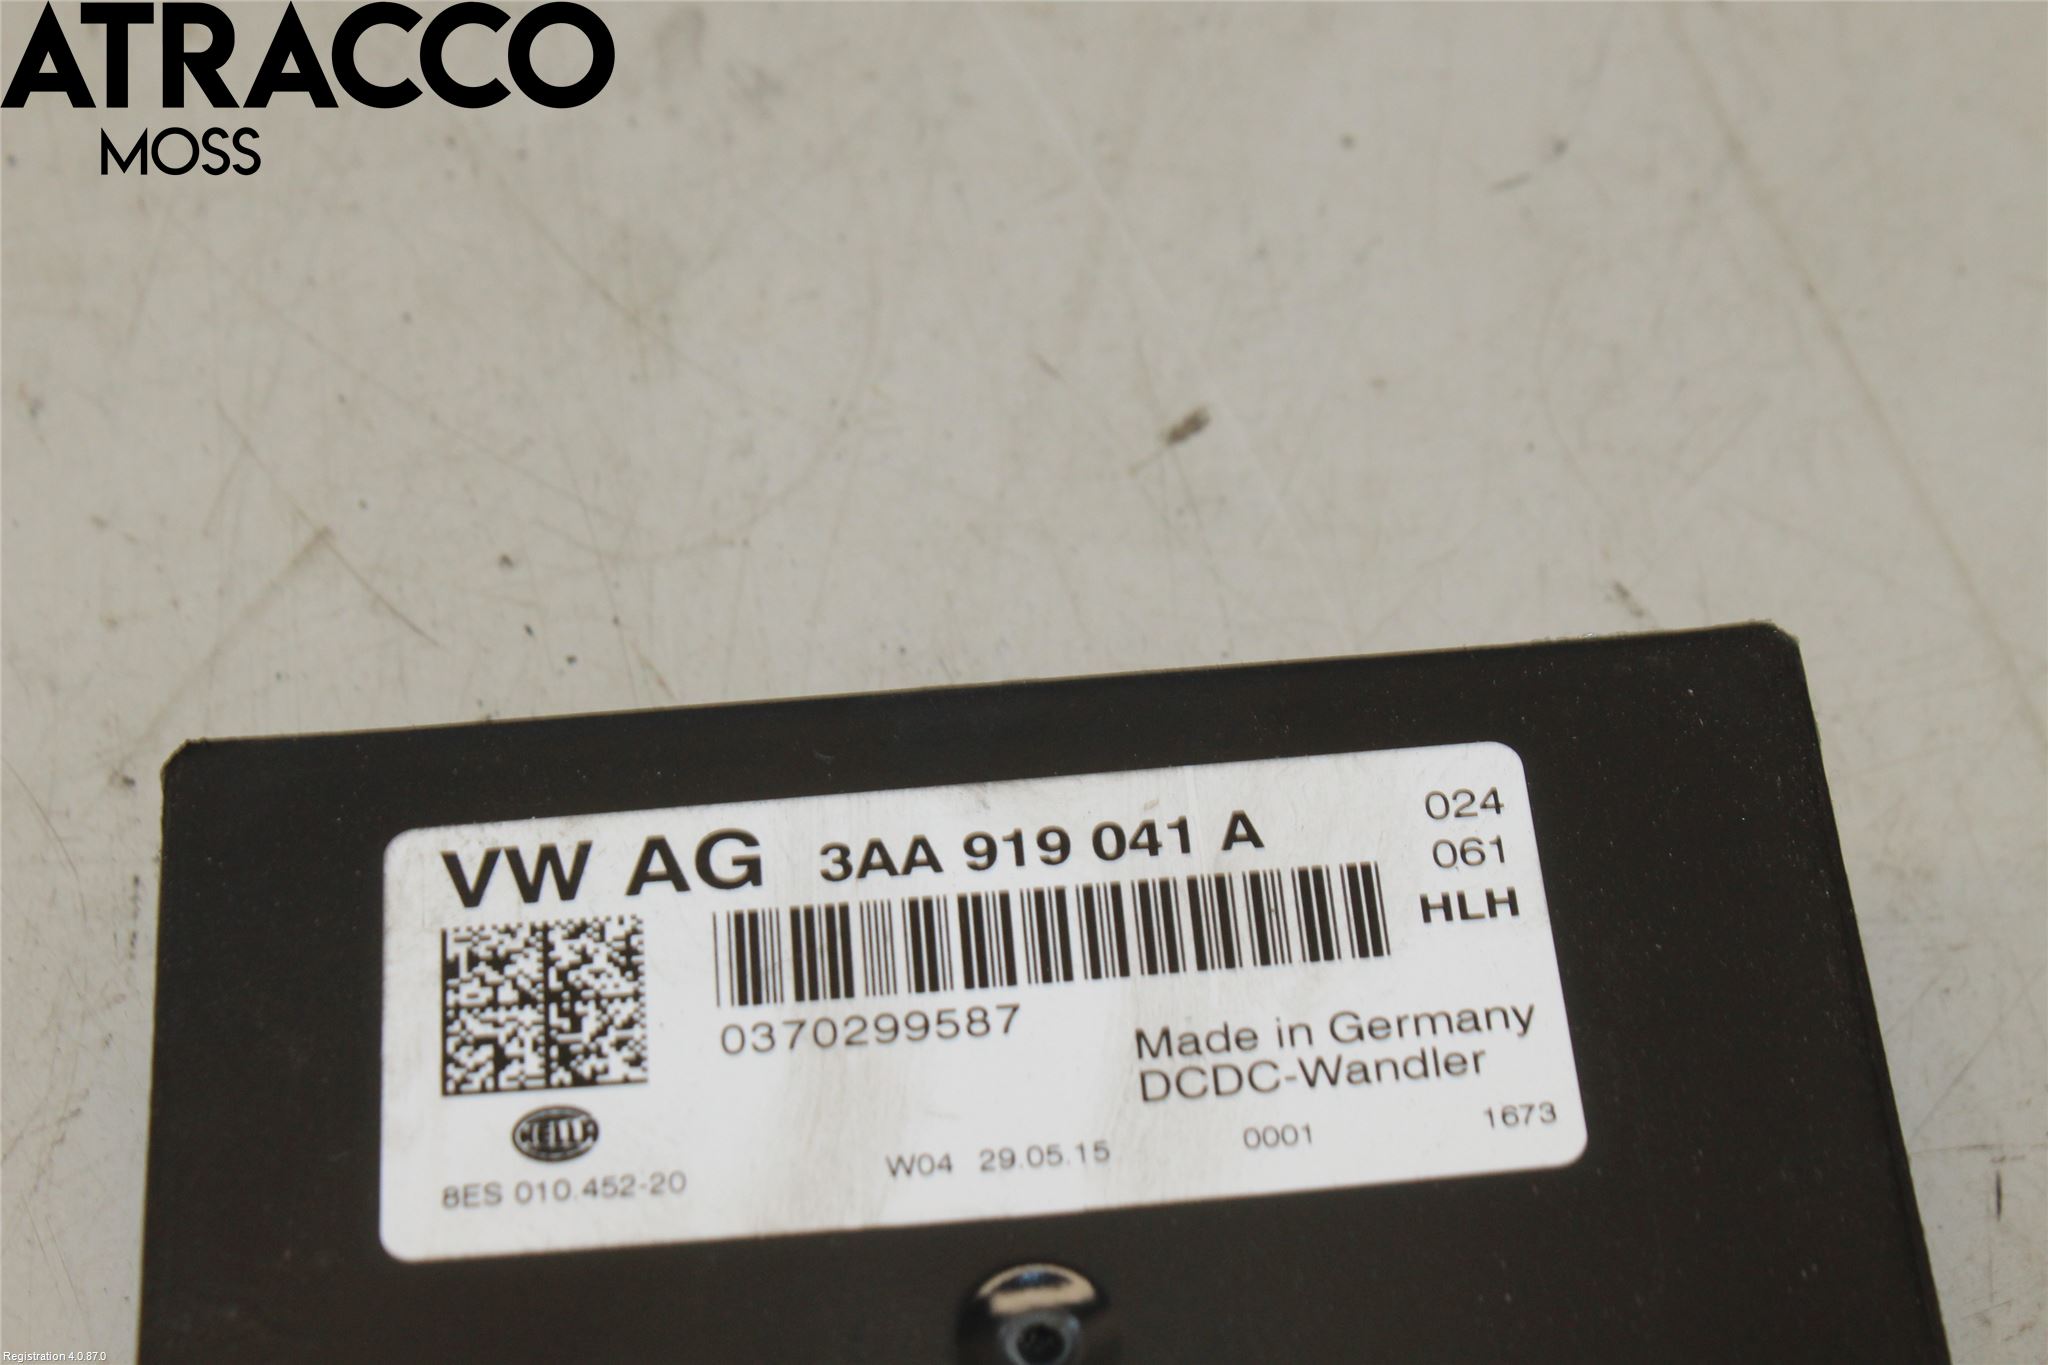 ATRACCO
MOSS
VW AG 3AA 919 041 A
024
061
HLH
0370299587
Made in Germany
DCDC-Wandler
HELLA
8ES 010.452-20
W04 29.05.15 0001 1673
Registration 4.0.87.0